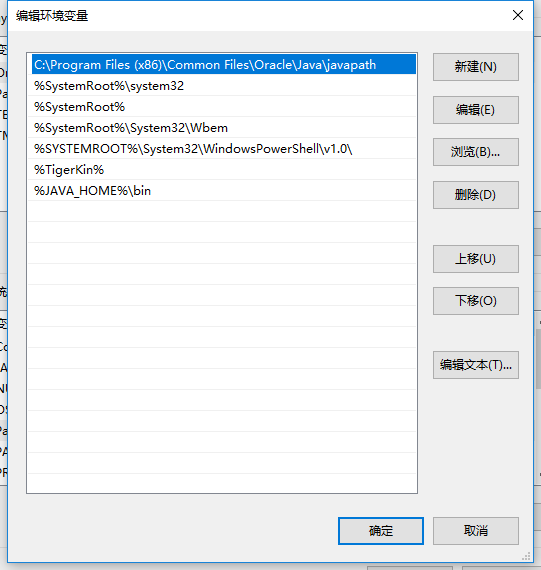 编辑环境变量
C:\Program Files (x86)\Common Files\Oracle\Java\javapath
%SystemRoot%\system32
%SystemRoot%
%SystemRoot%\System32\Wbem
%SYSTEMROOT%\System32\WindowsPowerShell\v1.0\
%TigerKin%
%JAVA_HOME%\bin
新建(N)
编辑(E)
浏览(B)...
删除(D)
上移(U)
下移(O)
编辑文本(T)...
确定
取消